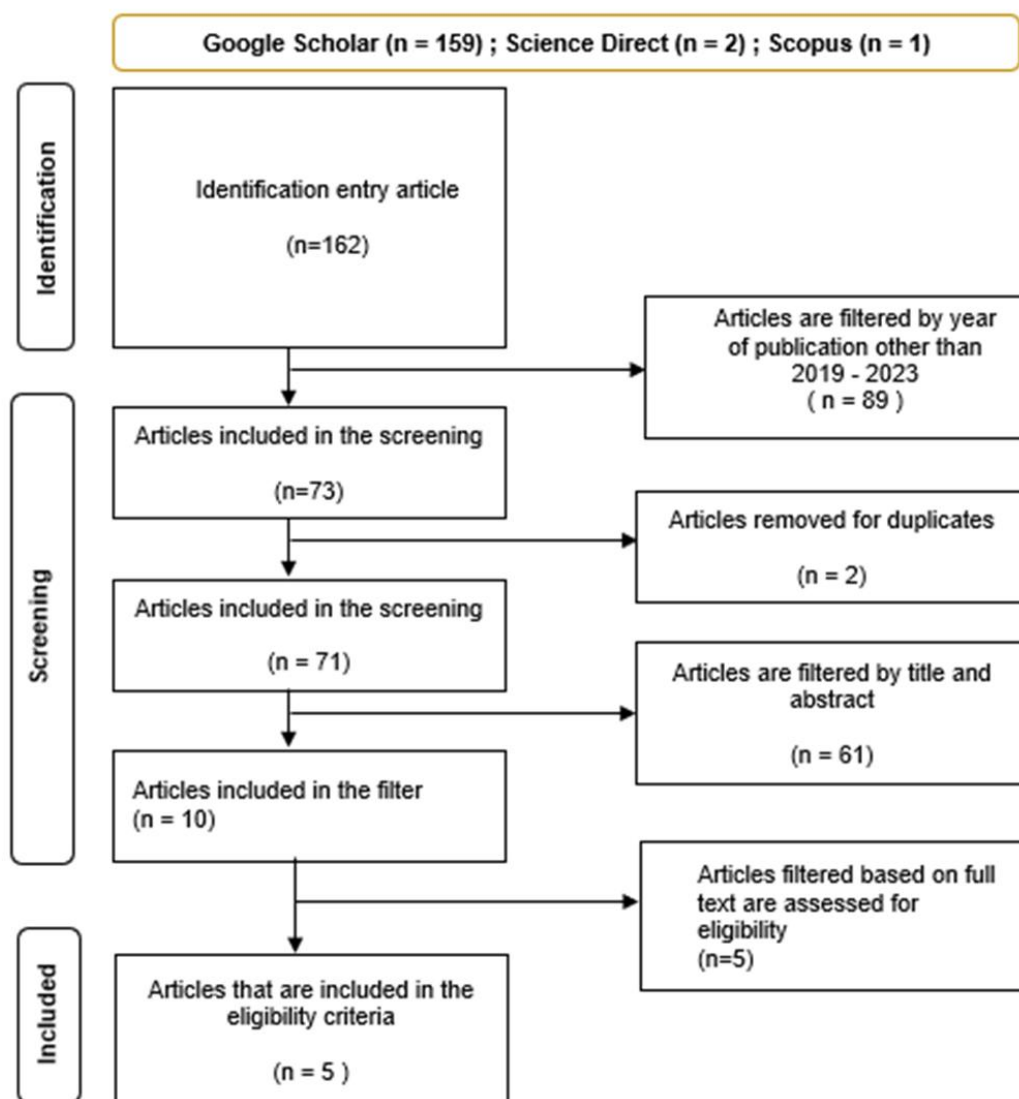 Google Scholar (n = 159) ; Science Direct (n = 2) ; Scopus (n = 1)
Identification
Identification entry article
(n=162)
Articles are filtered by year
of publication other than
2019 - 2023
( n = 89 )
Screening
Articles included in the screening
(n=73)
Articles removed for duplicates
(n = 2)
Articles included in the screening
(n = 71)
Articles are filtered by title and
abstract
(n = 61)
Articles included in the filter
(n = 10)
Articles filtered based on full
text are assessed for
eligibility
(n=5)
Included
Articles that are included in the
eligibility criteria
(n = 5 )